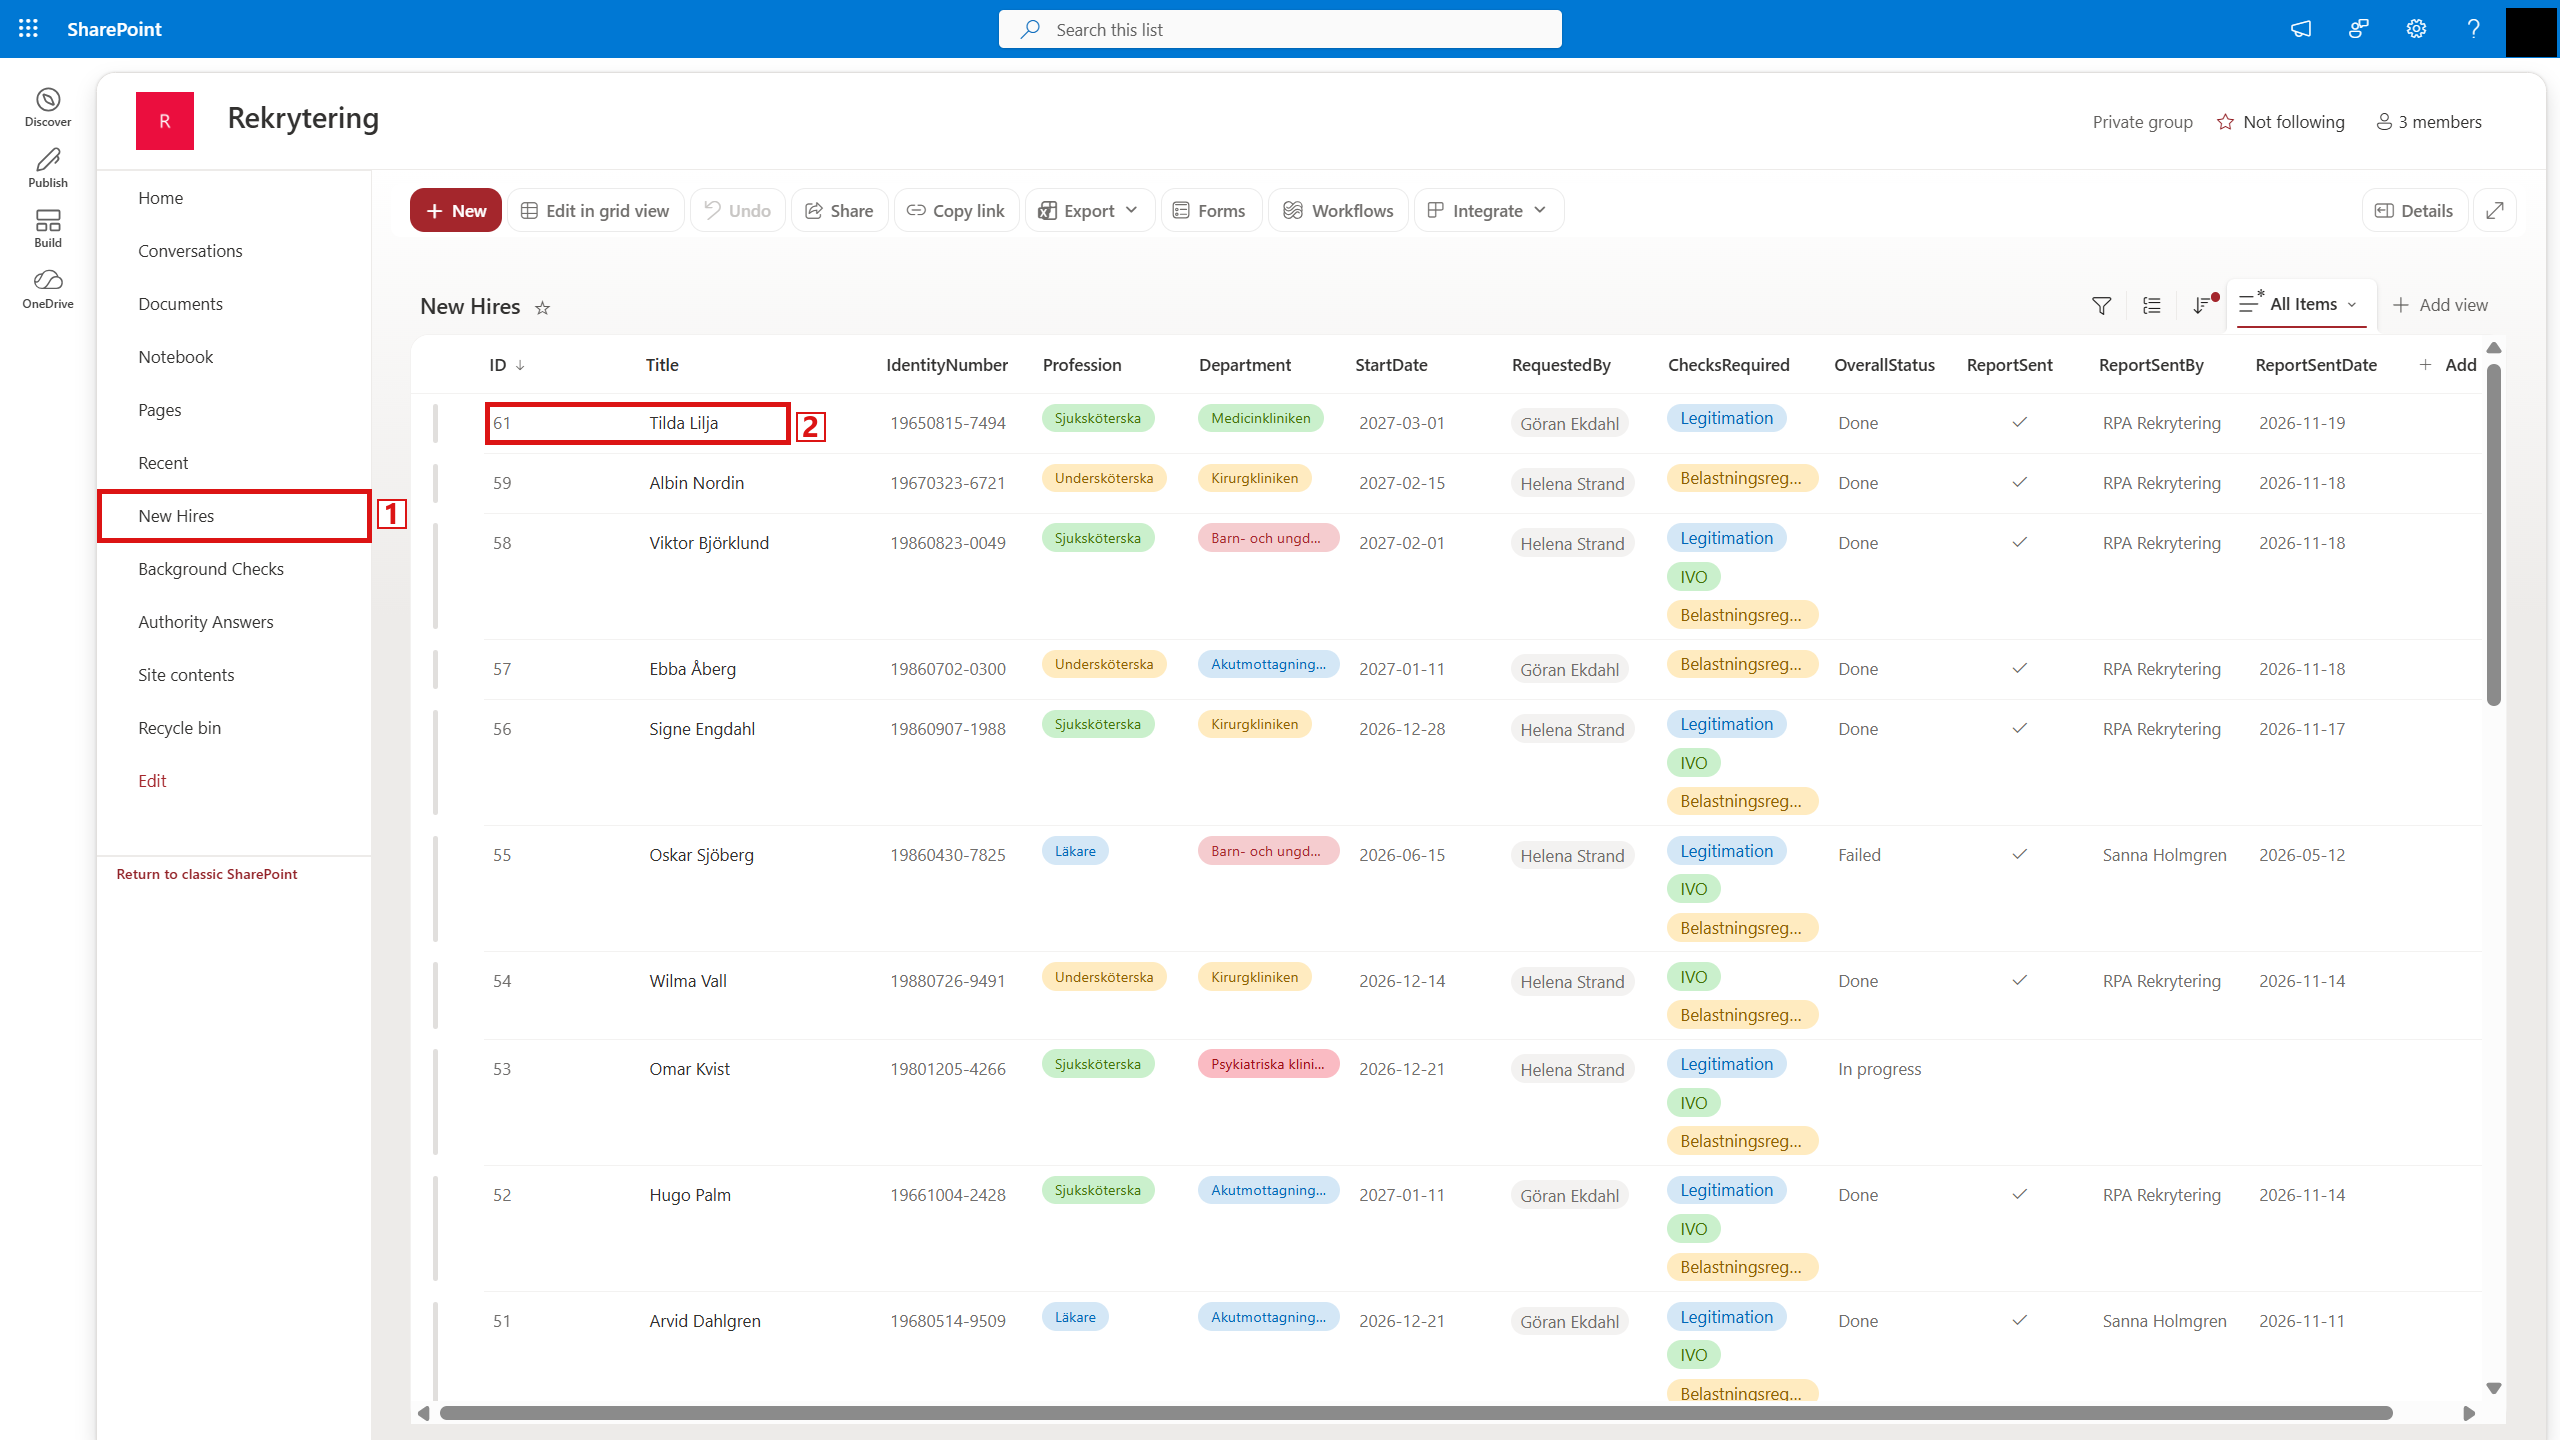 SharePoint
Search this list
Discover
Publish
Build
OneDrive
R
Rekrytering
Private group
Not following
3 members
Home
Conversations
Documents
Notebook
Pages
Recent
New Hires
1
Background Checks
Authority Answers
Site contents
Recycle bin
Edit
Return to classic SharePoint
New Edit in grid view Undo Share Copy link Export Forms Workflows Integrate Details
New Hires
All Items Add view
ID Title IdentityNumber Profession Department StartDate RequestedBy ChecksRequired OverallStatus ReportSent ReportSentBy ReportSentDate Add
61 Tilda Lilja 2 19650815-7494 Sjuksköterska Medicinkliniken 2027-03-01 Göran Ekdahl Legitimation Done RPA Rekrytering 2026-11-19
59 Albin Nordin 19670323-6721 Undersköterska Kirurgkliniken 2027-02-15 Helena Strand Belastningsreg... Done RPA Rekrytering 2026-11-18
58 Viktor Björklund 19860823-0049 Sjuksköterska Barn- och ungd... 2027-02-01 Helena Strand Legitimation Done RPA Rekrytering 2026-11-18
IVO
Belastningsreg...
57 Ebba Åberg 19860702-0300 Undersköterska Akutmottagning... 2027-01-11 Göran Ekdahl Belastningsreg... Done RPA Rekrytering 2026-11-18
56 Signe Engdahl 19860907-1988 Sjuksköterska Kirurgkliniken 2026-12-28 Helena Strand Legitimation Done RPA Rekrytering 2026-11-17
IVO
Belastningsreg...
55 Oskar Sjöberg 19860430-7825 Läkare Barn- och ungd... 2026-06-15 Helena Strand Legitimation Failed Sanna Holmgren 2026-05-12
IVO
Belastningsreg...
54 Wilma Vall 19880726-9491 Undersköterska Kirurgkliniken 2026-12-14 Helena Strand IVO Done RPA Rekrytering 2026-11-14
Belastningsreg...
53 Omar Kvist 19801205-4266 Sjuksköterska Psykiatriska klini... 2026-12-21 Helena Strand Legitimation In progress
IVO
Belastningsreg...
52 Hugo Palm 19661004-2428 Sjuksköterska Akutmottagning... 2027-01-11 Göran Ekdahl Legitimation Done RPA Rekrytering 2026-11-14
IVO
Belastningsreg...
51 Arvid Dahlgren 19680514-9509 Läkare Akutmottagning... 2026-12-21 Göran Ekdahl Legitimation Done Sanna Holmgren 2026-11-11
IVO
Belastningsreg...